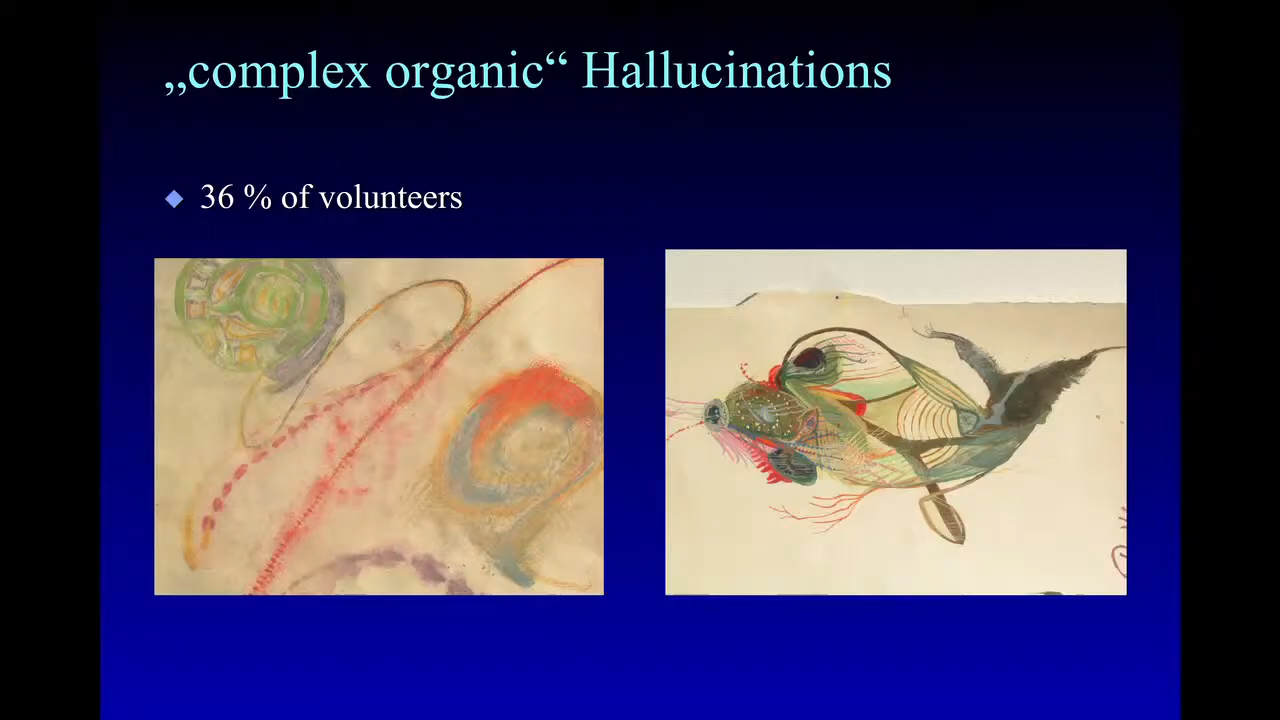 „complex organic“ Hallucinations
36 % of volunteers